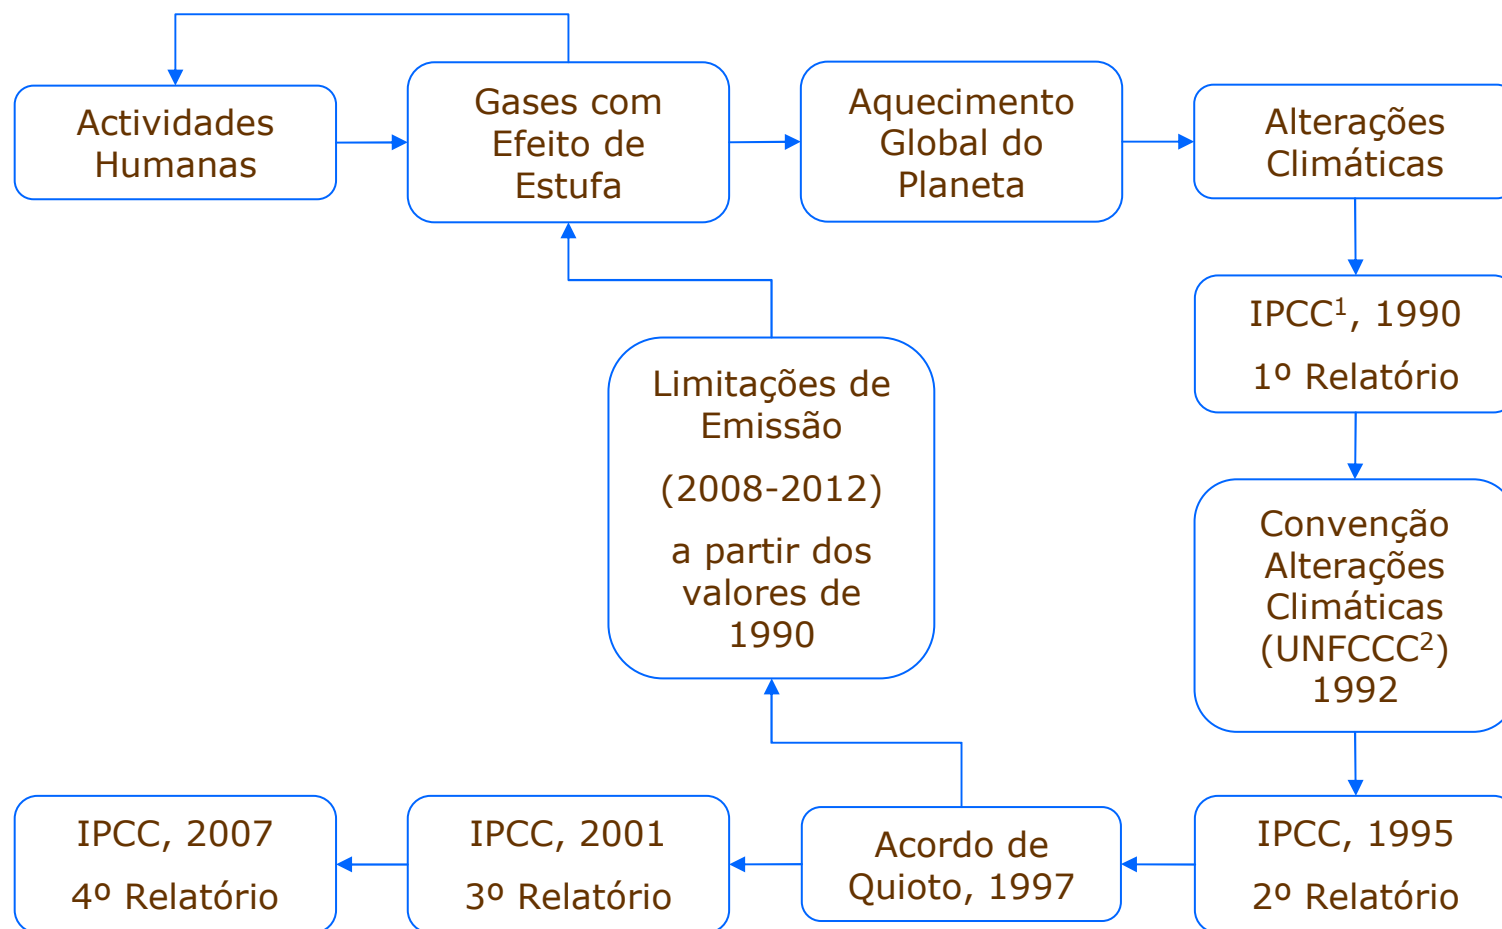 Actividades
Humanas
Gases com
Efeito de
Estufa
Aquecimento
Global do
Planeta
Alterações
Climáticas
IPCC¹, 1990
1º Relatório
Limitações de
Emissão
(2008-2012)
a partir dos
valores de
1990
Convenção
Alterações
Climáticas
(UNFCCC²)
1992
IPCC, 2007
4º Relatório
IPCC, 2001
3º Relatório
Acordo de
Quioto, 1997
IPCC, 1995
2º Relatório